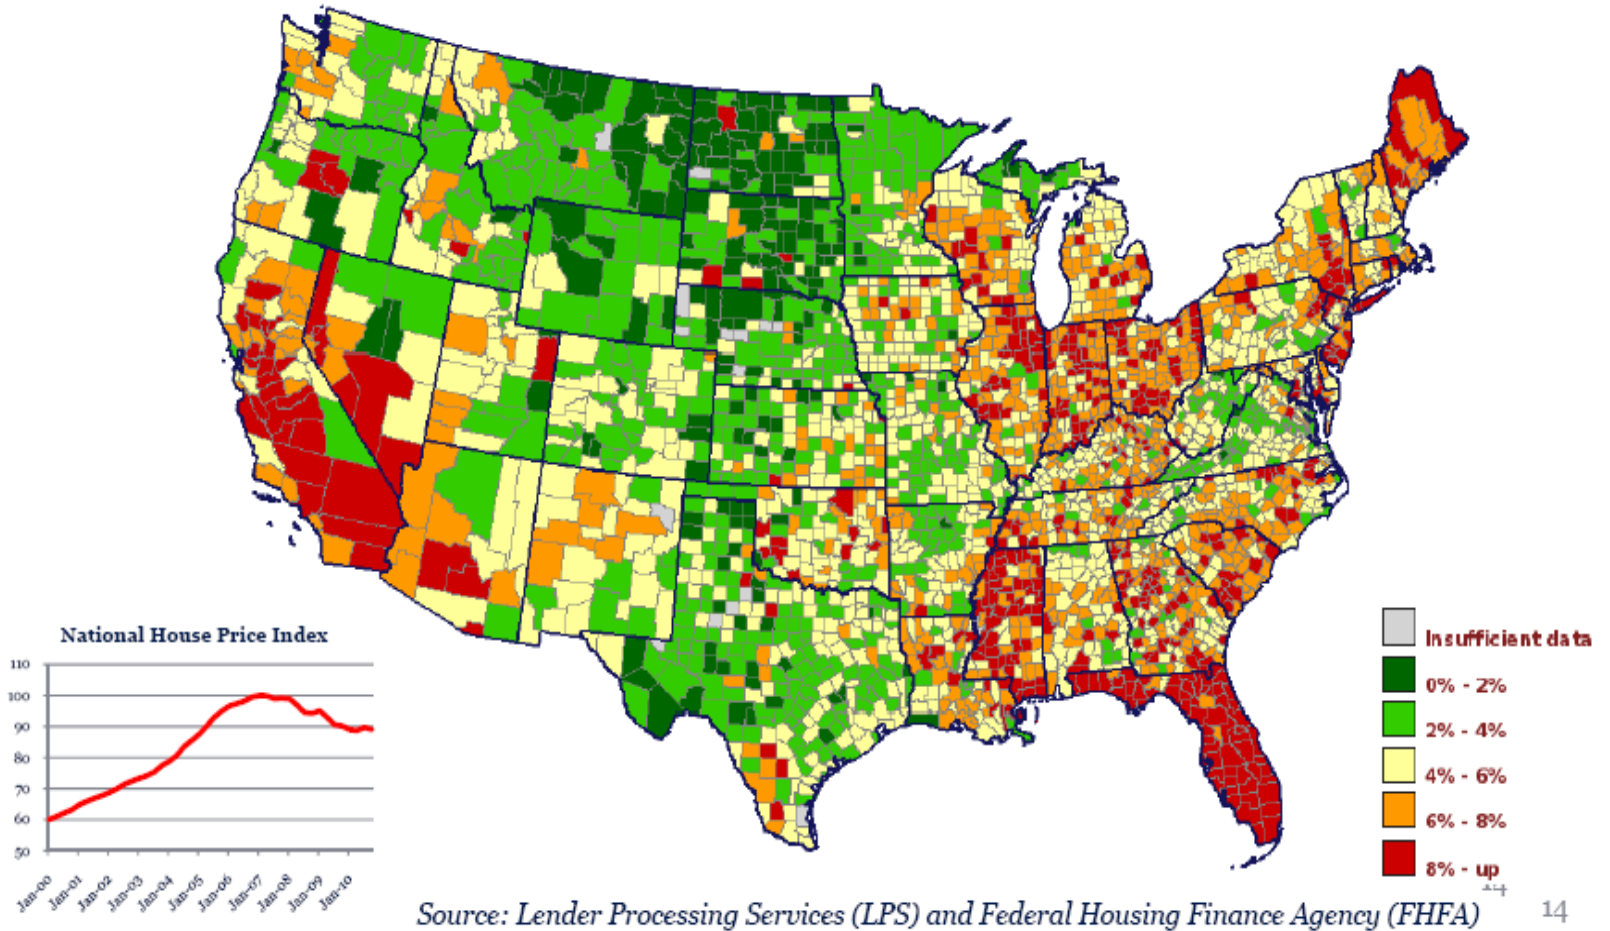 National House Price Index
110
100
90
80
70
60
50
Jan-00
Jan-01
Jan-02
Jan-03
Jan-04
Jan-05
Jan-06
Jan-07
Jan-08
Jan-09
Jan-10
Insufficient data
0% - 2%
2% - 4%
4% - 6%
6% - 8%
8% - up
Source: Lender Processing Services (LPS) and Federal Housing Finance Agency (FHFA)
14